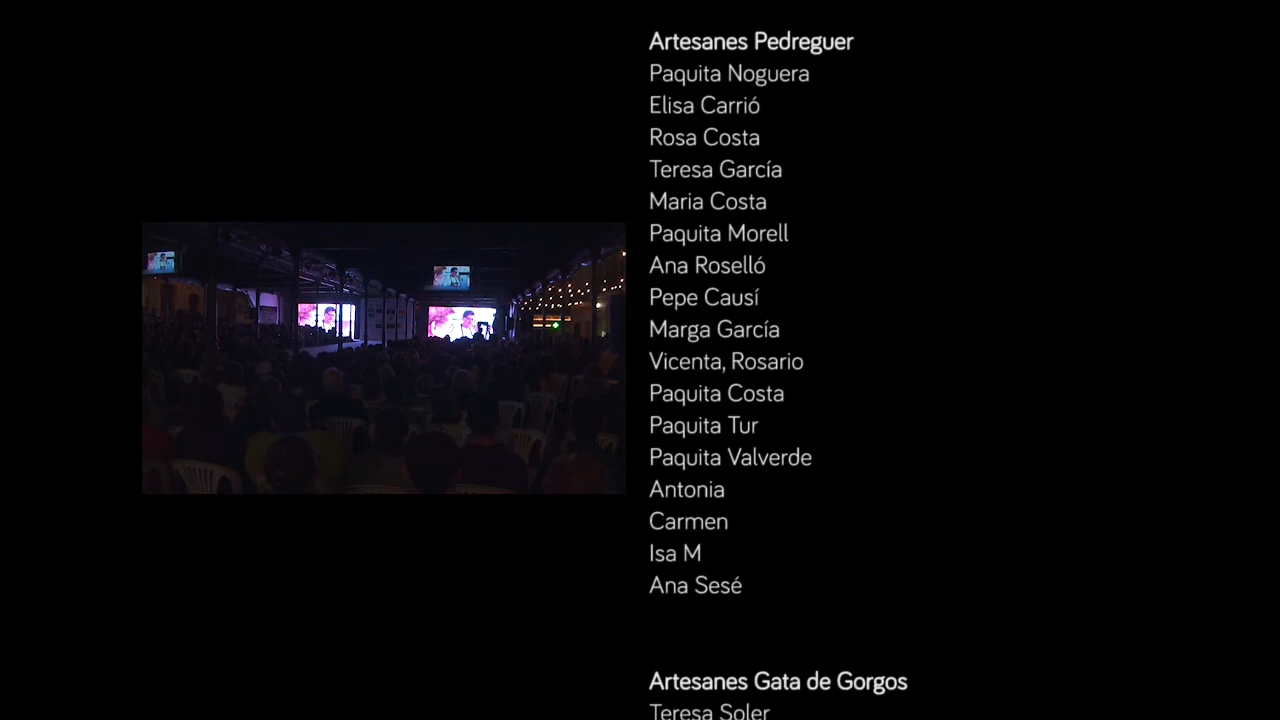 Artesanes Pedreguer
Paquita Noguera
Elisa Carrió
Rosa Costa
Teresa García
Maria Costa
Paquita Morell
Ana Roselló
Pepe Causí
Marga García
Vicenta, Rosario
Paquita Costa
Paquita Tur
Paquita Valverde
Antonia
Carmen
Isa M
Ana Sesé
Artesanes Gata de Gorgos
Teresa Soler